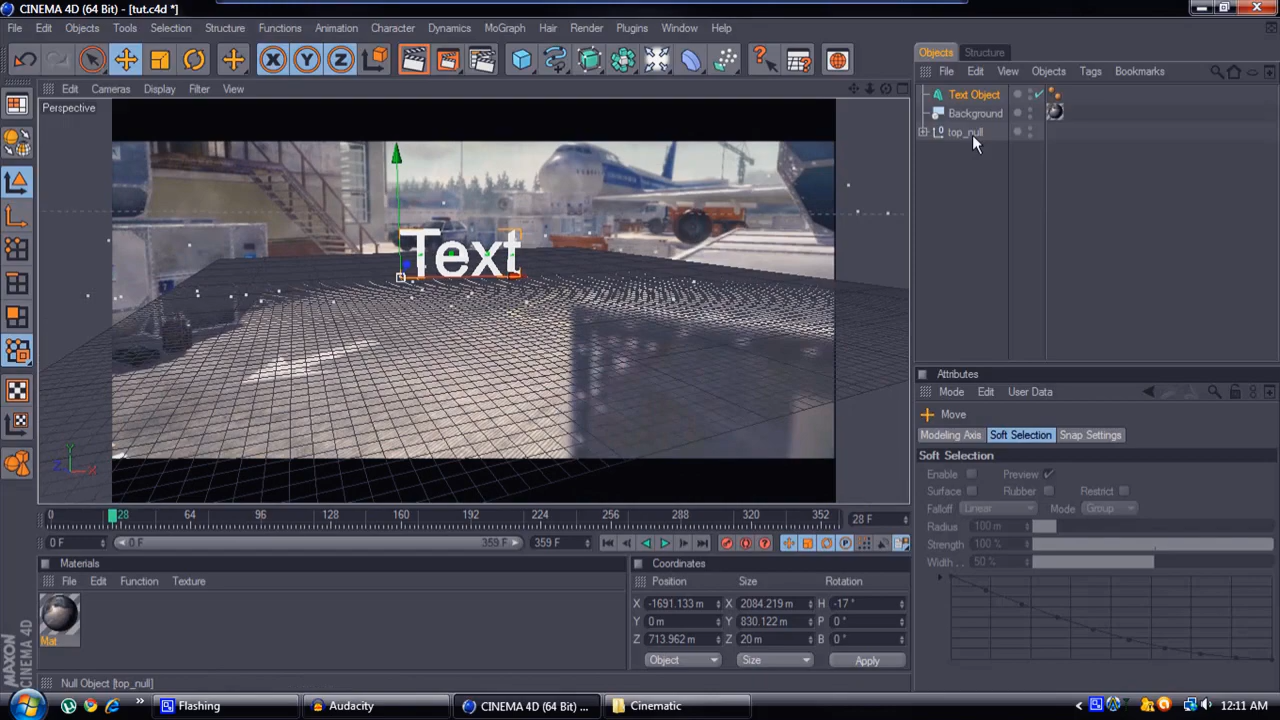 CINEMA 4D (64 Bit) - [tut.c4d *]
File Edit Objects Tools Selection Structure Functions Animation Character Dynamics MoGraph Hair Render Plugins Window Help
X Y Z
Objects Structure
Edit Cameras Display Filter View
File Edit View Objects Tags Bookmarks
Perspective
Text Object
Background
top_null
Text
Y
Z X
Attributes
Mode Edit User Data
Move
Modeling Axis Soft Selection Snap Settings
Soft Selection
Enable Preview
Surface Rubber Restrict
Falloff Linear Mode Group
Radius 100 m
Strength 100 %
Width . . 50 %
0 28 64 96 128 160 192 224 256 288 320 352 28 F
0 F 0 F 359 F 359 F
Materials
File Edit Function Texture
Mat
Coordinates
Position Size Rotation
X -1691.133 m X 2084.219 m H -17 °
Y 0 m Y 830.122 m P 0 °
Z 713.962 m Z 20 m B 0 °
Object Size Apply
MAXON
CINEMA 4D
Null Object [top_null]
Flashing Audacity CINEMA 4D (64 Bit) ... Cinematic 12:11 AM